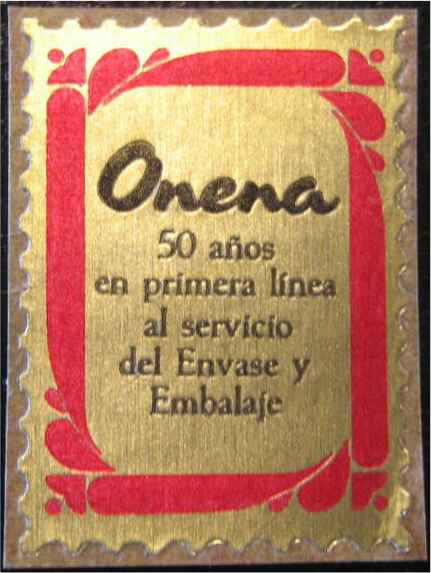 Onena
50 años
en primera línea
al servicio
del Envase y
Embalaje